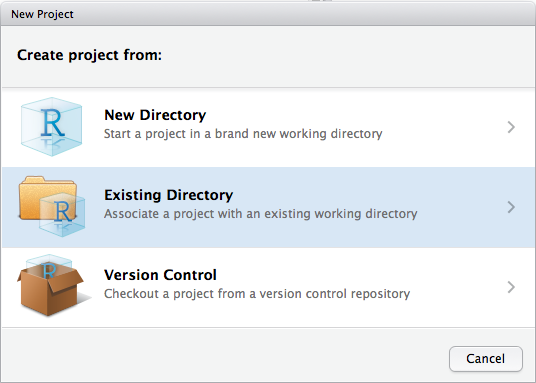 New Project
Create project from:
R
New Directory
Start a project in a brand new working directory
R
Existing Directory
Associate a project with an existing working directory
R
Version Control
Checkout a project from a version control repository
Cancel